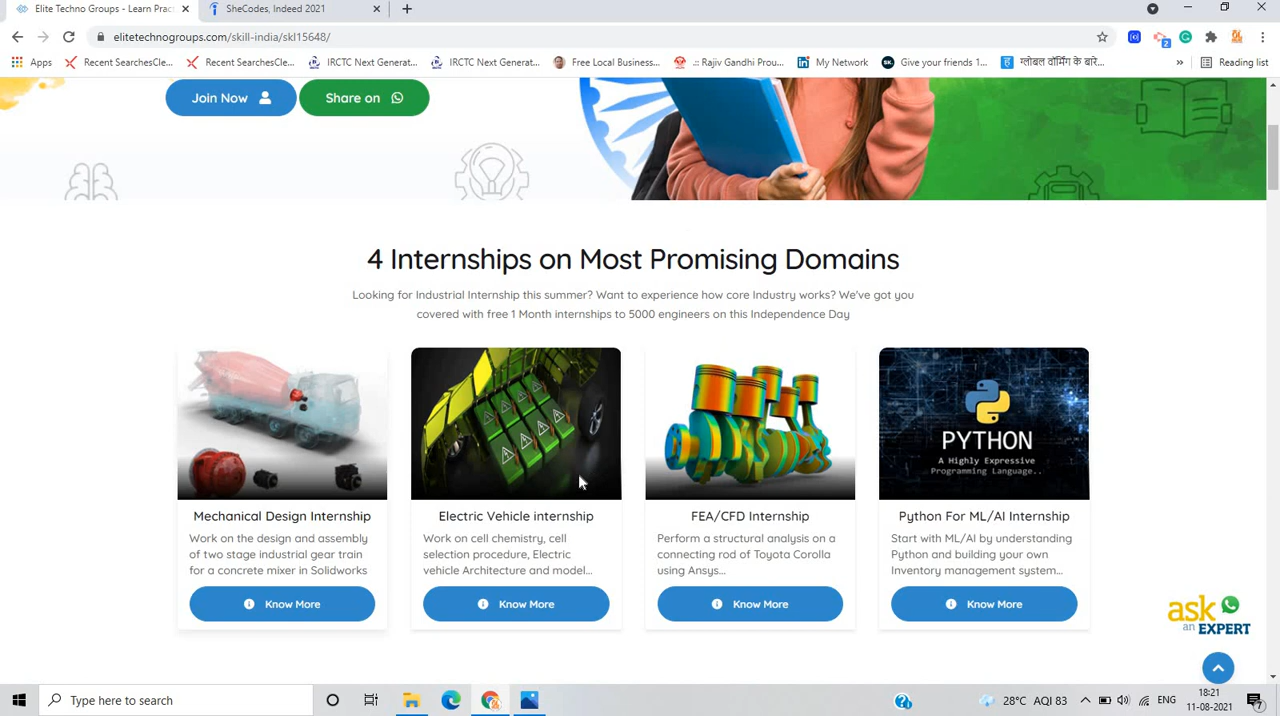 Elite Techno Groups - Learn Prac
SheCodes, Indeed 2021
elitetechnogroups.com/skill-india/skl15648/
2
Apps
Recent SearchesCle...
Recent SearchesCle...
IRCTC Next Generat...
IRCTC Next Generat...
Free Local Business...
.:: Rajiv Gandhi Prou...
My Network
Give your friends 1...
ग्लोबल वॉर्मिंग के बारे...
»
Reading list
Join Now
Share on
4 Internships on Most Promising Domains
Looking for Industrial Internship this summer? Want to experience how core Industry works? We've got you
covered with free 1 Month internships to 5000 engineers on this Independence Day
PYTHON
A Highly Expressive
Programming Language..
Mechanical Design Internship
Work on the design and assembly
of two stage industrial gear train
for a concrete mixer in Solidworks
Know More
Electric Vehicle internship
Work on cell chemistry, cell
selection procedure, Electric
vehicle Architecture and model...
Know More
FEA/CFD Internship
Perform a structural analysis on a
connecting rod of Toyota Corolla
using Ansys...
Know More
Python For ML/AI Internship
Start with ML/AI by understanding
Python and building your own
Inventory management system...
Know More
ask
an EXPERT
Type here to search
28°C AQI 83
ENG
18:21
11-08-2021
7